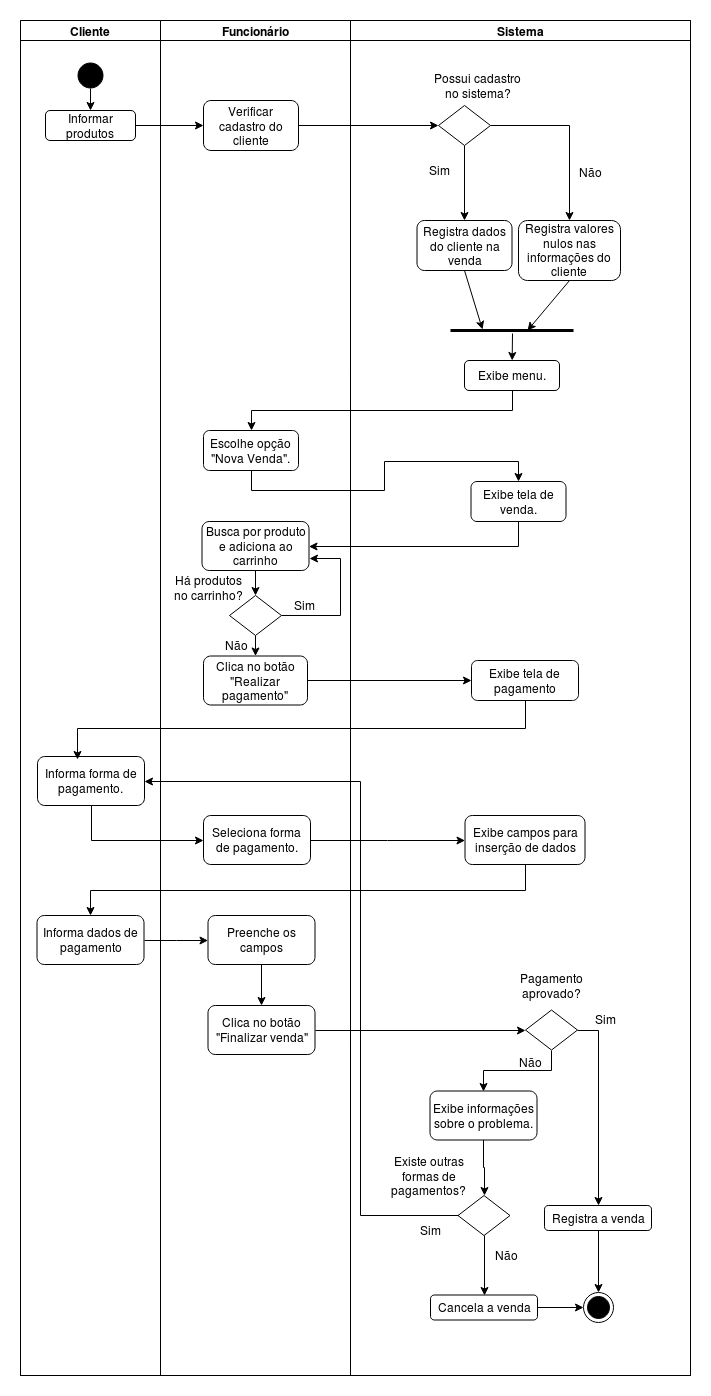 Cliente
Funcionário
Sistema
Possui cadastro
no sistema?
Informar
produtos
Verificar
cadastro do
cliente
Sim
Não
Registra dados
do cliente na
venda
Registra valores
nulos nas
informações do
cliente
Exibe menu.
Escolhe opção
"Nova Venda".
Exibe tela de
venda.
Busca por produto
e adiciona ao
carrinho
Há produtos
no carrinho?
Sim
Não
Clica no botão
"Realizar
pagamento"
Exibe tela de
pagamento
Informa forma de
pagamento.
Seleciona forma
de pagamento.
Exibe campos para
inserção de dados
Informa dados de
pagamento
Preenche os
campos
Pagamento
aprovado?
Clica no botão
"Finalizar venda"
Sim
Não
Exibe informações
sobre o problema.
Existe outras
formas de
pagamentos?
Sim
Registra a venda
Não
Cancela a venda